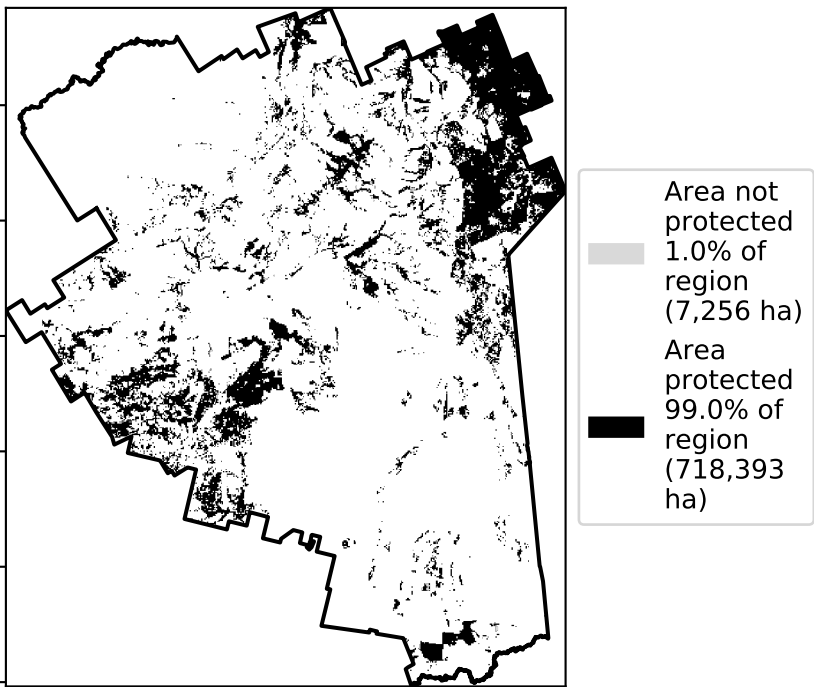 Area not
protected
1.0% of
region
(7,256 ha)
Area
protected
99.0% of
region
(718,393
ha)